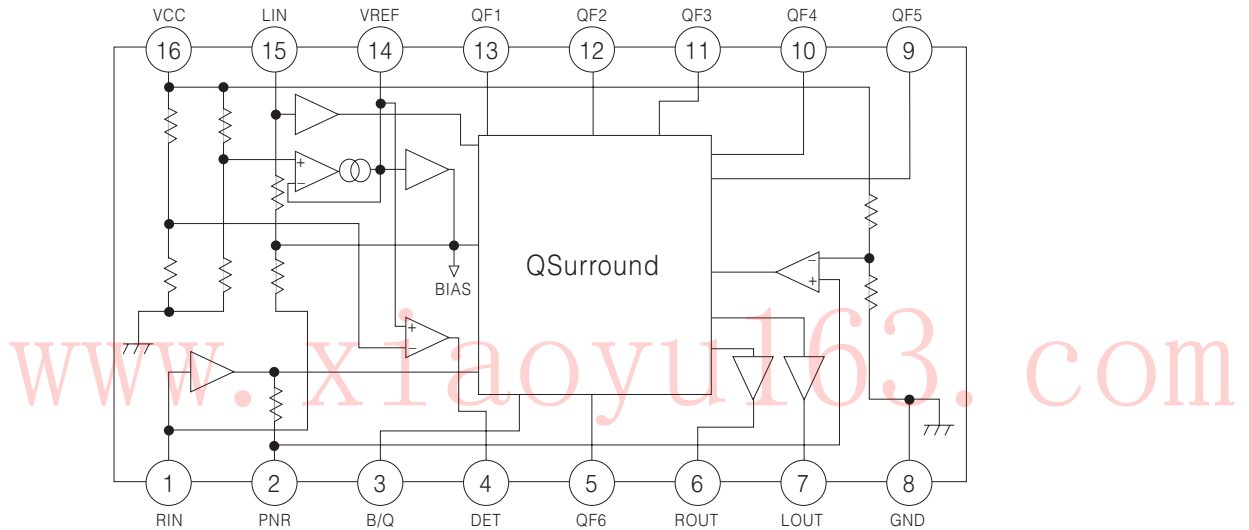 VCC LIN VREF QF1 QF2 QF3 QF4 QF5
16 15 14 13 12 11 10 9
+
−
QSurround
−
+
BIAS
+
−
www.xiaoyu163.com
1 2 3 4 5 6 7 8
RIN PNR B/Q DET QF6 ROUT LOUT GND